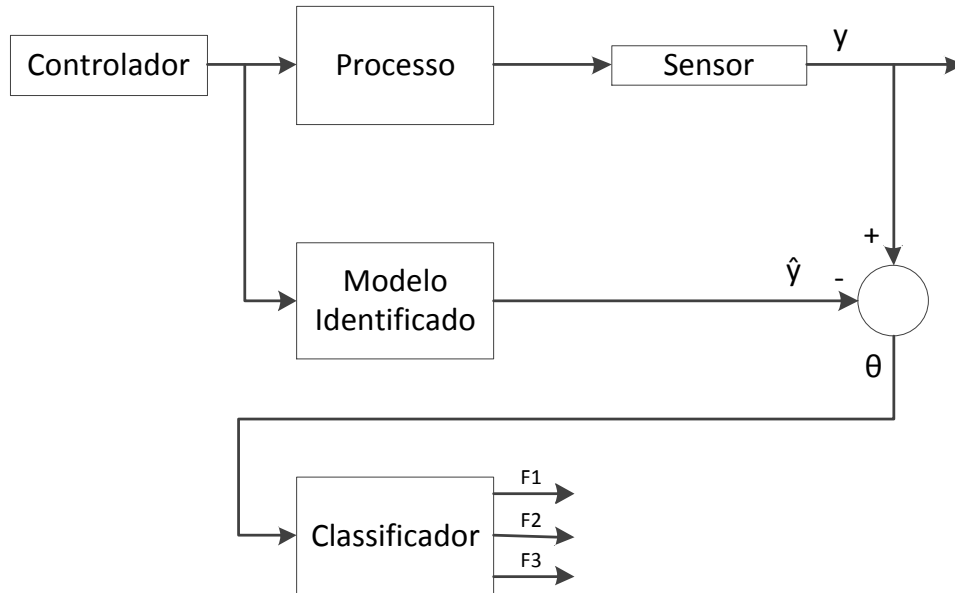 Controlador
Processo
Sensor
y
+
Modelo
Identificado
ŷ
-
θ
Classificador
F1
F2
F3